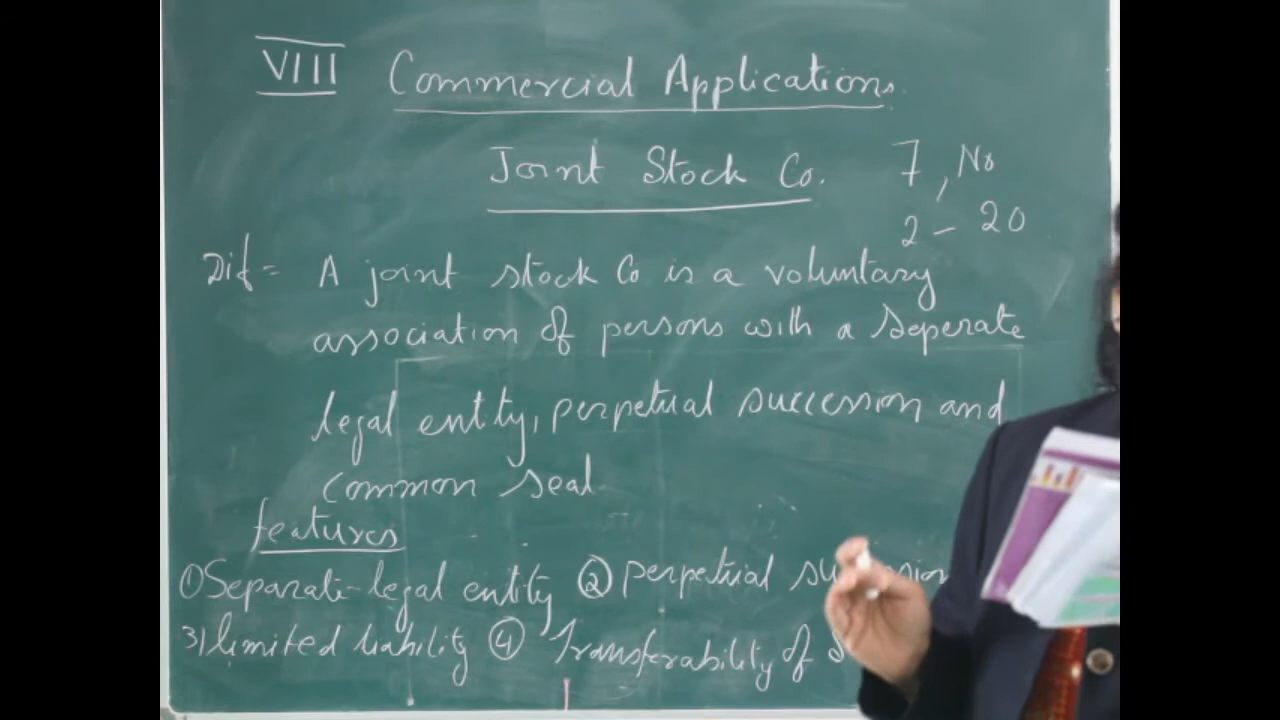 VIII Commercial Applications
Joint Stock Co. 7, No
2 - 20
Dif = A joint stock Co is a voluntary
association of persons with a seperate
legal entity, perpetual succession and
common seal
features
① Separate-legal entity ② perpetual succession
3) limited liability ④ Transferability of